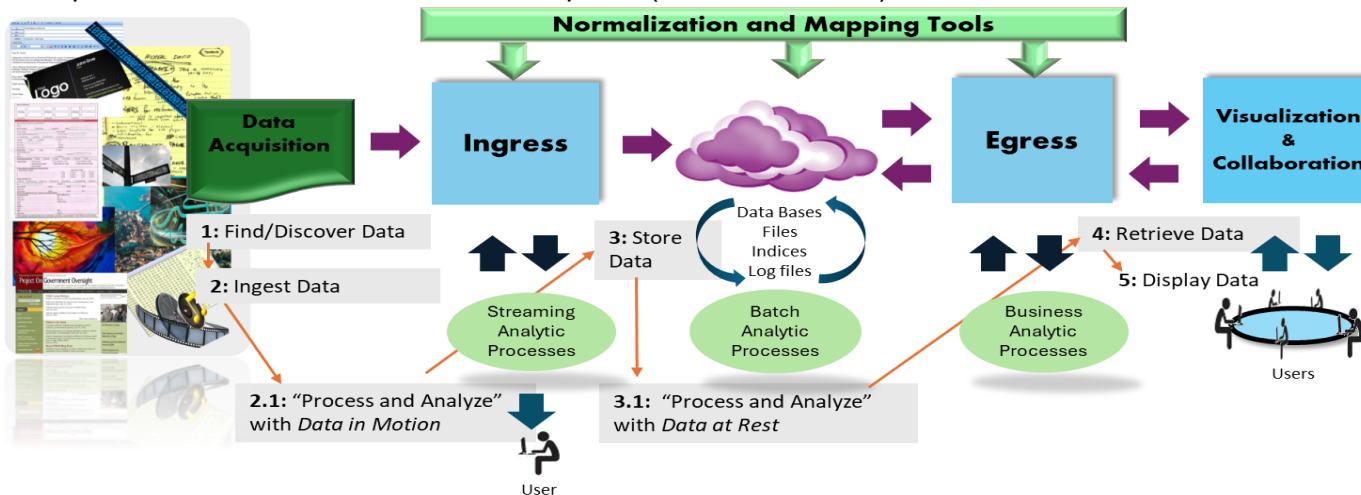 Normalization and Mapping Tools
Data
Acquisition
Ingress
Egress
Visualization
&
Collaboration
Logo
Data Bases
Files
Indices
Log files
1: Find/Discover Data
2: Ingest Data
3: Store
Data
4: Retrieve Data
5: Display Data
Streaming
Analytic
Processes
Batch
Analytic
Processes
Business
Analytic
Processes
2.1: “Process and Analyze”
with Data in Motion
3.1: “Process and Analyze”
with Data at Rest
Users
User
Government Oversight